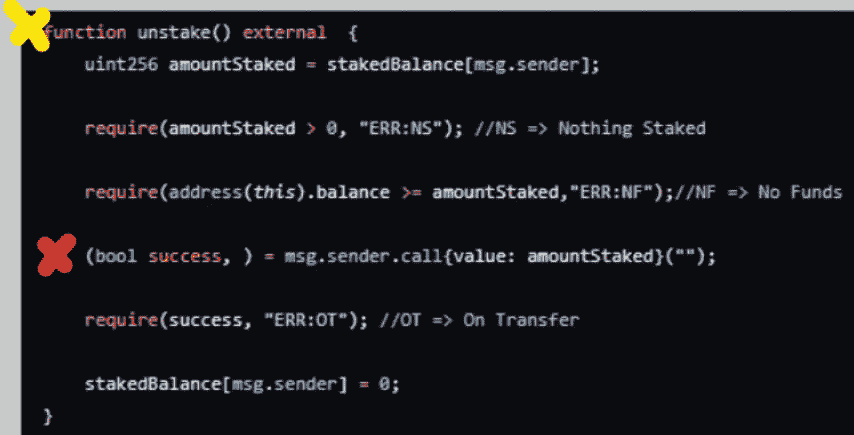 function unstake() external {
uint256 amountStaked = stakedBalance[msg.sender];
require(amountStaked > 0, "ERR:NS"); //NS => Nothing Staked
require(address(this).balance >= amountStaked,"ERR:NF");//NF => No Funds
(bool success, ) = msg.sender.call{value: amountStaked}("");
require(success, "ERR:OT"); //OT => On Transfer
stakedBalance[msg.sender] = 0;
}